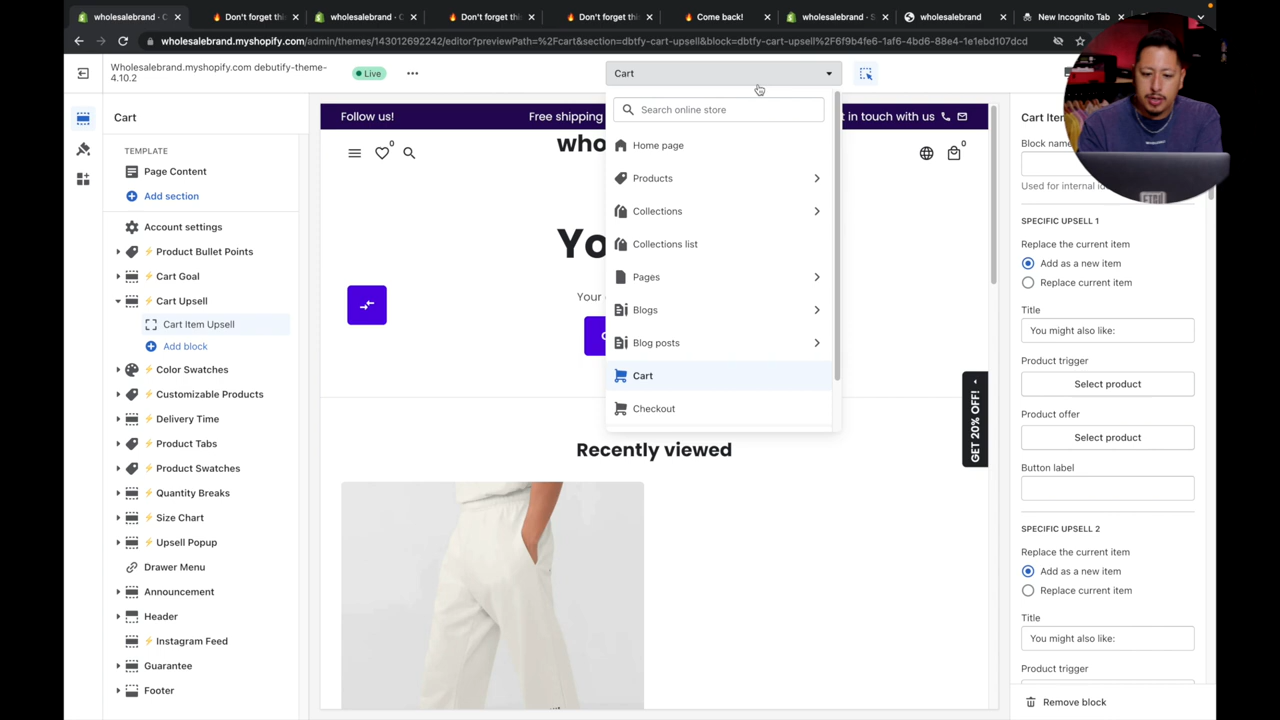 wholesalebrand - C
🔥 Don't forget thi
wholesalebrand - C
🔥 Don't forget this
🔥 Don't forget this
🔥 Come back!
wholesalebrand - S
wholesalebrand
New Incognito Tab
wholesalebrand.myshopify.com/admin/themes/143012692242/editor?previewPath=%2Fcart&section=dbtfy-cart-upsell&block=dbtfy-cart-upsell%2F6f9b4fe6-1af6-4bd6-88e4-1e1ebd107dcd
Wholesalebrand.myshopify.com debutify-theme-
4.10.2
Live
Cart
Cart
TEMPLATE
Page Content
Add section
Account settings
⚡ Product Bullet Points
⚡ Cart Goal
⚡ Cart Upsell
Cart Item Upsell
Add block
⚡ Color Swatches
⚡ Customizable Products
⚡ Delivery Time
⚡ Product Tabs
⚡ Product Swatches
⚡ Quantity Breaks
⚡ Size Chart
⚡ Upsell Popup
Drawer Menu
Announcement
Header
⚡ Instagram Feed
Guarantee
Footer
Follow us!
Free shipping
t in touch with us
who
0
0
Yo
Your
Search online store
Home page
Products
Collections
Collections list
Pages
Blogs
Blog posts
Cart
Checkout
GET 20% OFF!
Recently viewed
Cart Ite
Block nam
Used for internal id
SPECIFIC UPSELL 1
Replace the current item
Add as a new item
Replace current item
Title
You might also like:
Product trigger
Select product
Product offer
Select product
Button label
SPECIFIC UPSELL 2
Replace the current item
Add as a new item
Replace current item
Title
You might also like:
Product trigger
Remove block